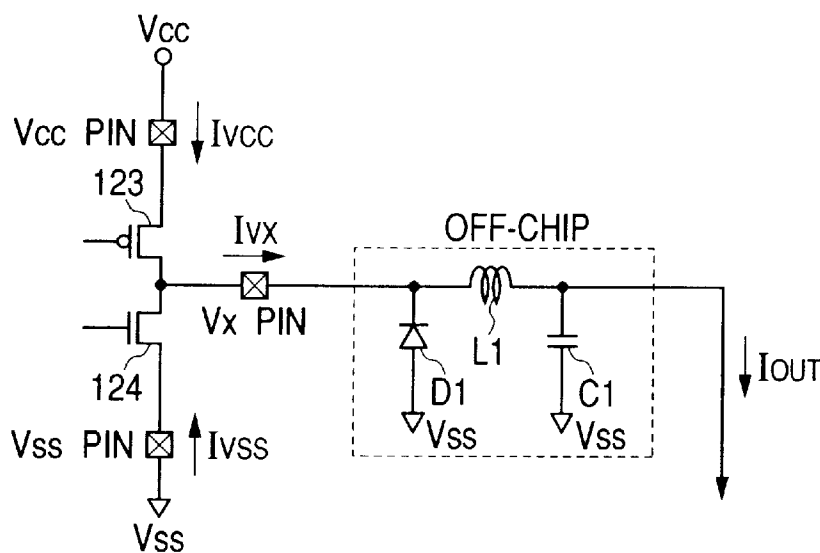 VCC
VCC PIN
IVCC
123
IVX
OFF-CHIP
VX PIN
L1
124
D1
C1
IOUT
VSS
VSS
VSS PIN
IVSS
VSS